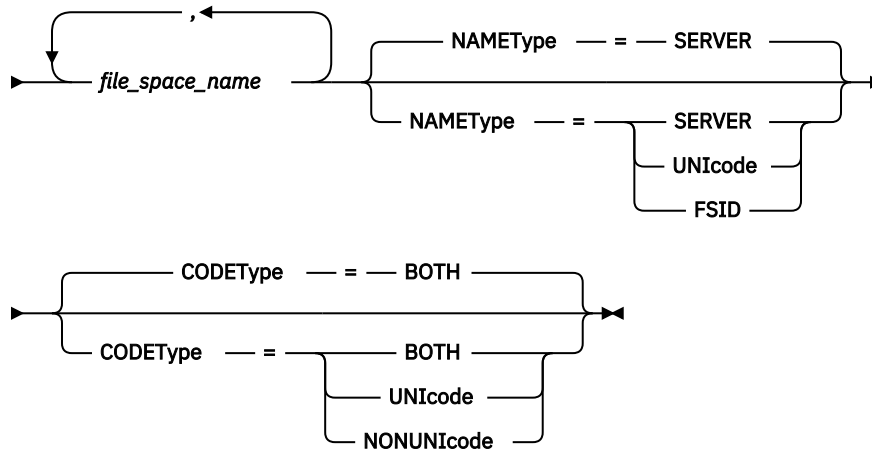 ,
NAMEType = SERVER
file_space_name
NAMEType = SERVER
UNIcode
FSID
CODEType = BOTH
CODEType = BOTH
UNIcode
NONUNIcode